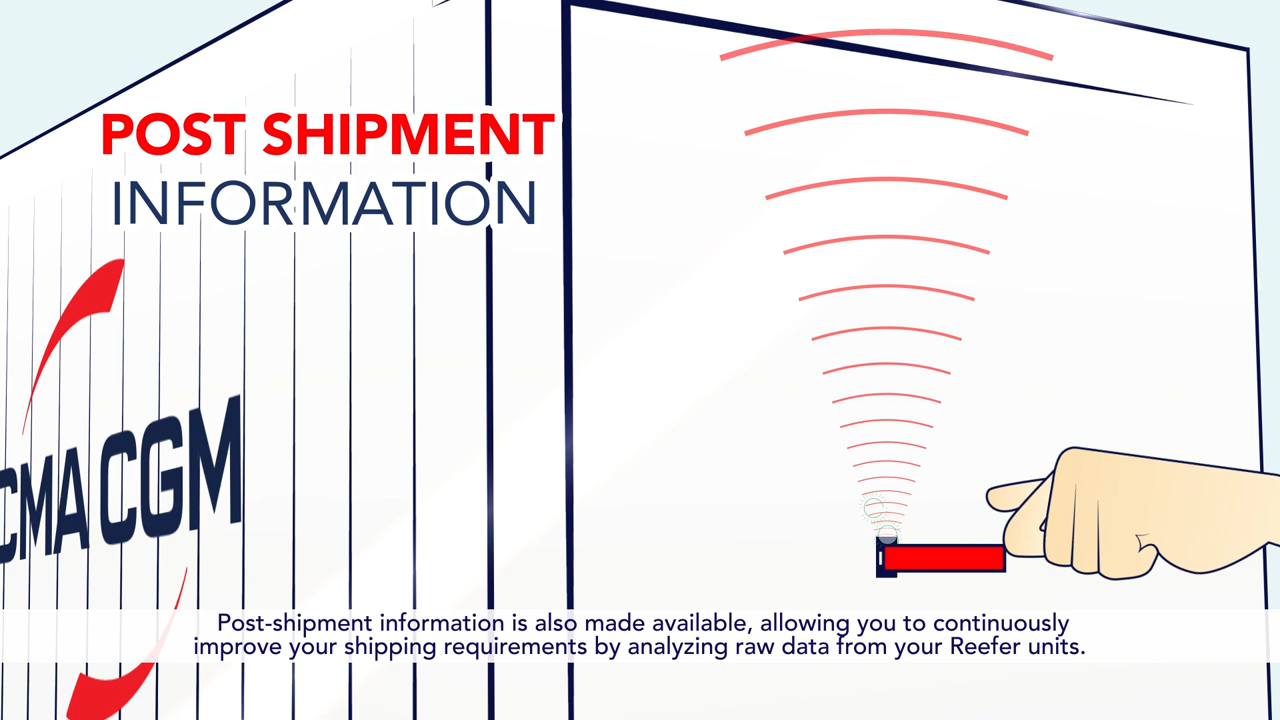 POST SHIPMENT
INFORMATION
CMA CGM
Post-shipment information is also made available, allowing you to continuously
improve your shipping requirements by analyzing raw data from your Reefer units.